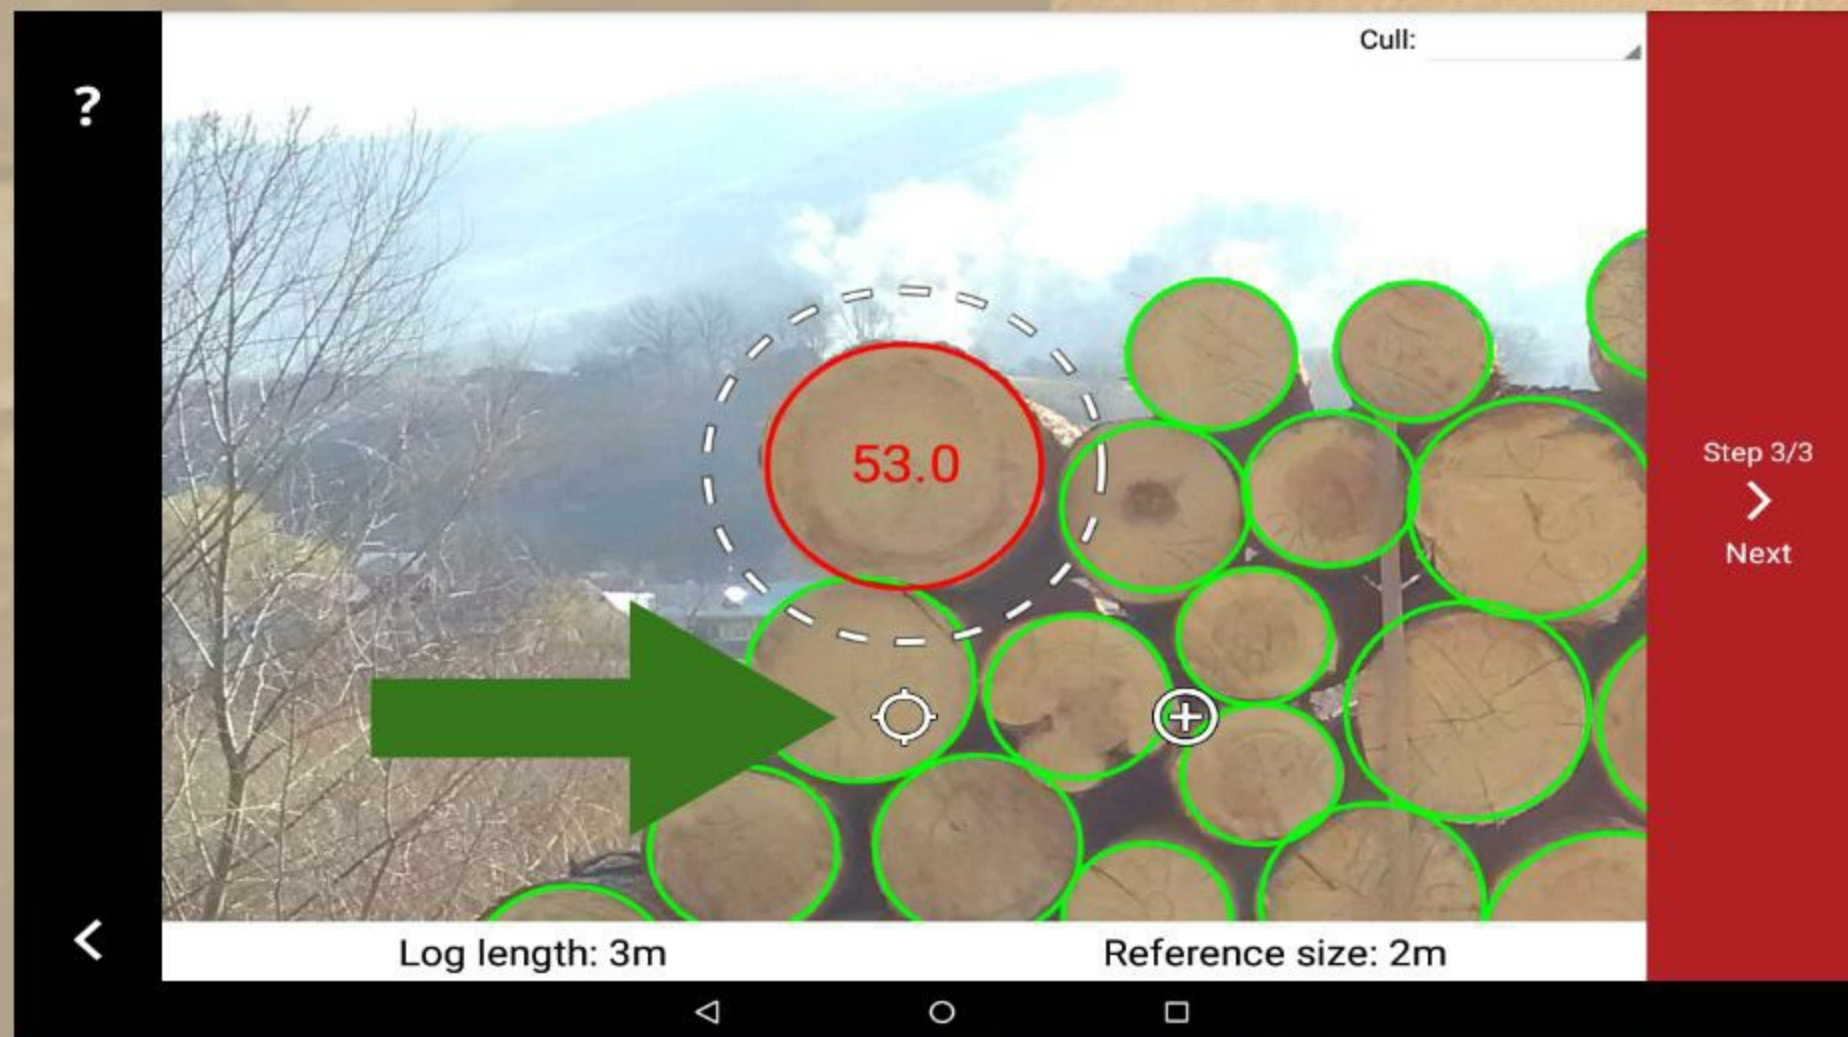 Cull:
?
53.0
Step 3/3
Next
Log length: 3m
Reference size: 2m